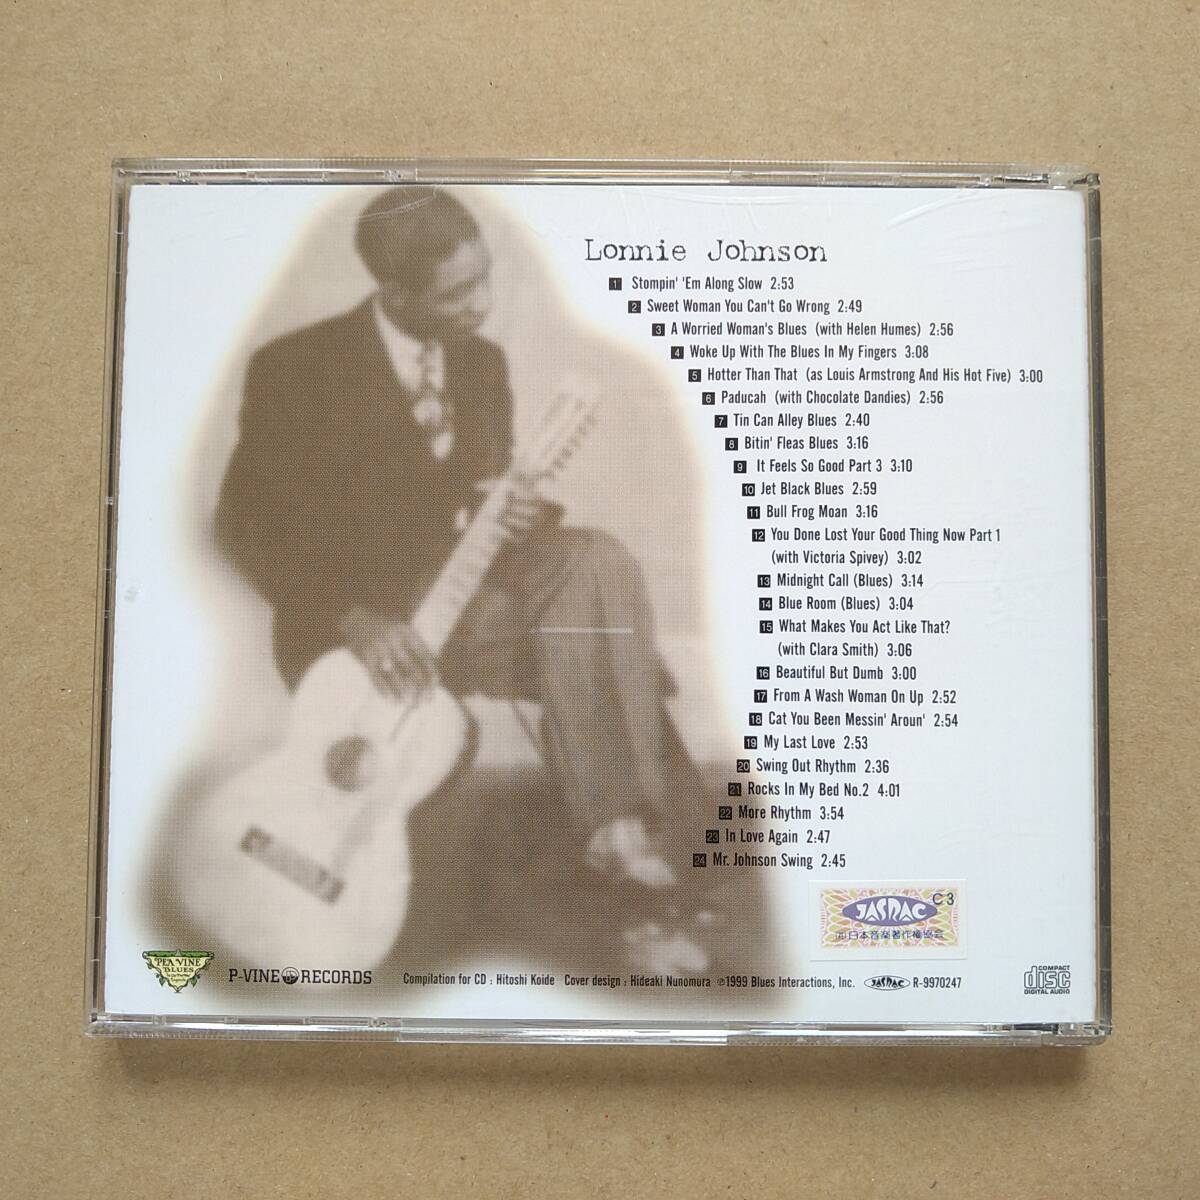 Lonnie Johnson
1 Stompin' 'Em Along Slow 2:53
2 Sweet Woman You Can't Go Wrong 2:49
3 A Worried Woman's Blues (with Helen Humes) 2:56
4 Woke Up With The Blues In My Fingers 3:08
5 Hotter Than That (as Louis Armstrong And His Hot Five) 3:00
6 Paducah (with Chocolate Dandies) 2:56
7 Tin Can Alley Blues 2:40
8 Bitin' Fleas Blues 3:16
9 It Feels So Good Part 3 3:10
10 Jet Black Blues 2:59
11 Bull Frog Moan 3:16
12 You Done Lost Your Good Thing Now Part 1
(with Victoria Spivey) 3:02
13 Midnight Call (Blues) 3:14
14 Blue Room (Blues) 3:04
15 What Makes You Act Like That?
(with Clara Smith) 3:06
16 Beautiful But Dumb 3:00
17 From A Wash Woman On Up 2:52
18 Cat You Been Messin' Aroun' 2:54
19 My Last Love 2:53
20 Swing Out Rhythm 2:36
21 Rocks In My Bed No.2 4:01
22 More Rhythm 3:54
23 In Love Again 2:47
24 Mr. Johnson Swing 2:45
JASRAC C3
日本音楽著作権協会
PEA VINE
BLUES
P-VINE RECORDS Compilation for CD : Hitoshi Koide Cover design : Hideaki Nunomura ℗1999 Blues Interactions, Inc. JASRAC R-9970247
COMPACT
disc
DIGITAL AUDIO